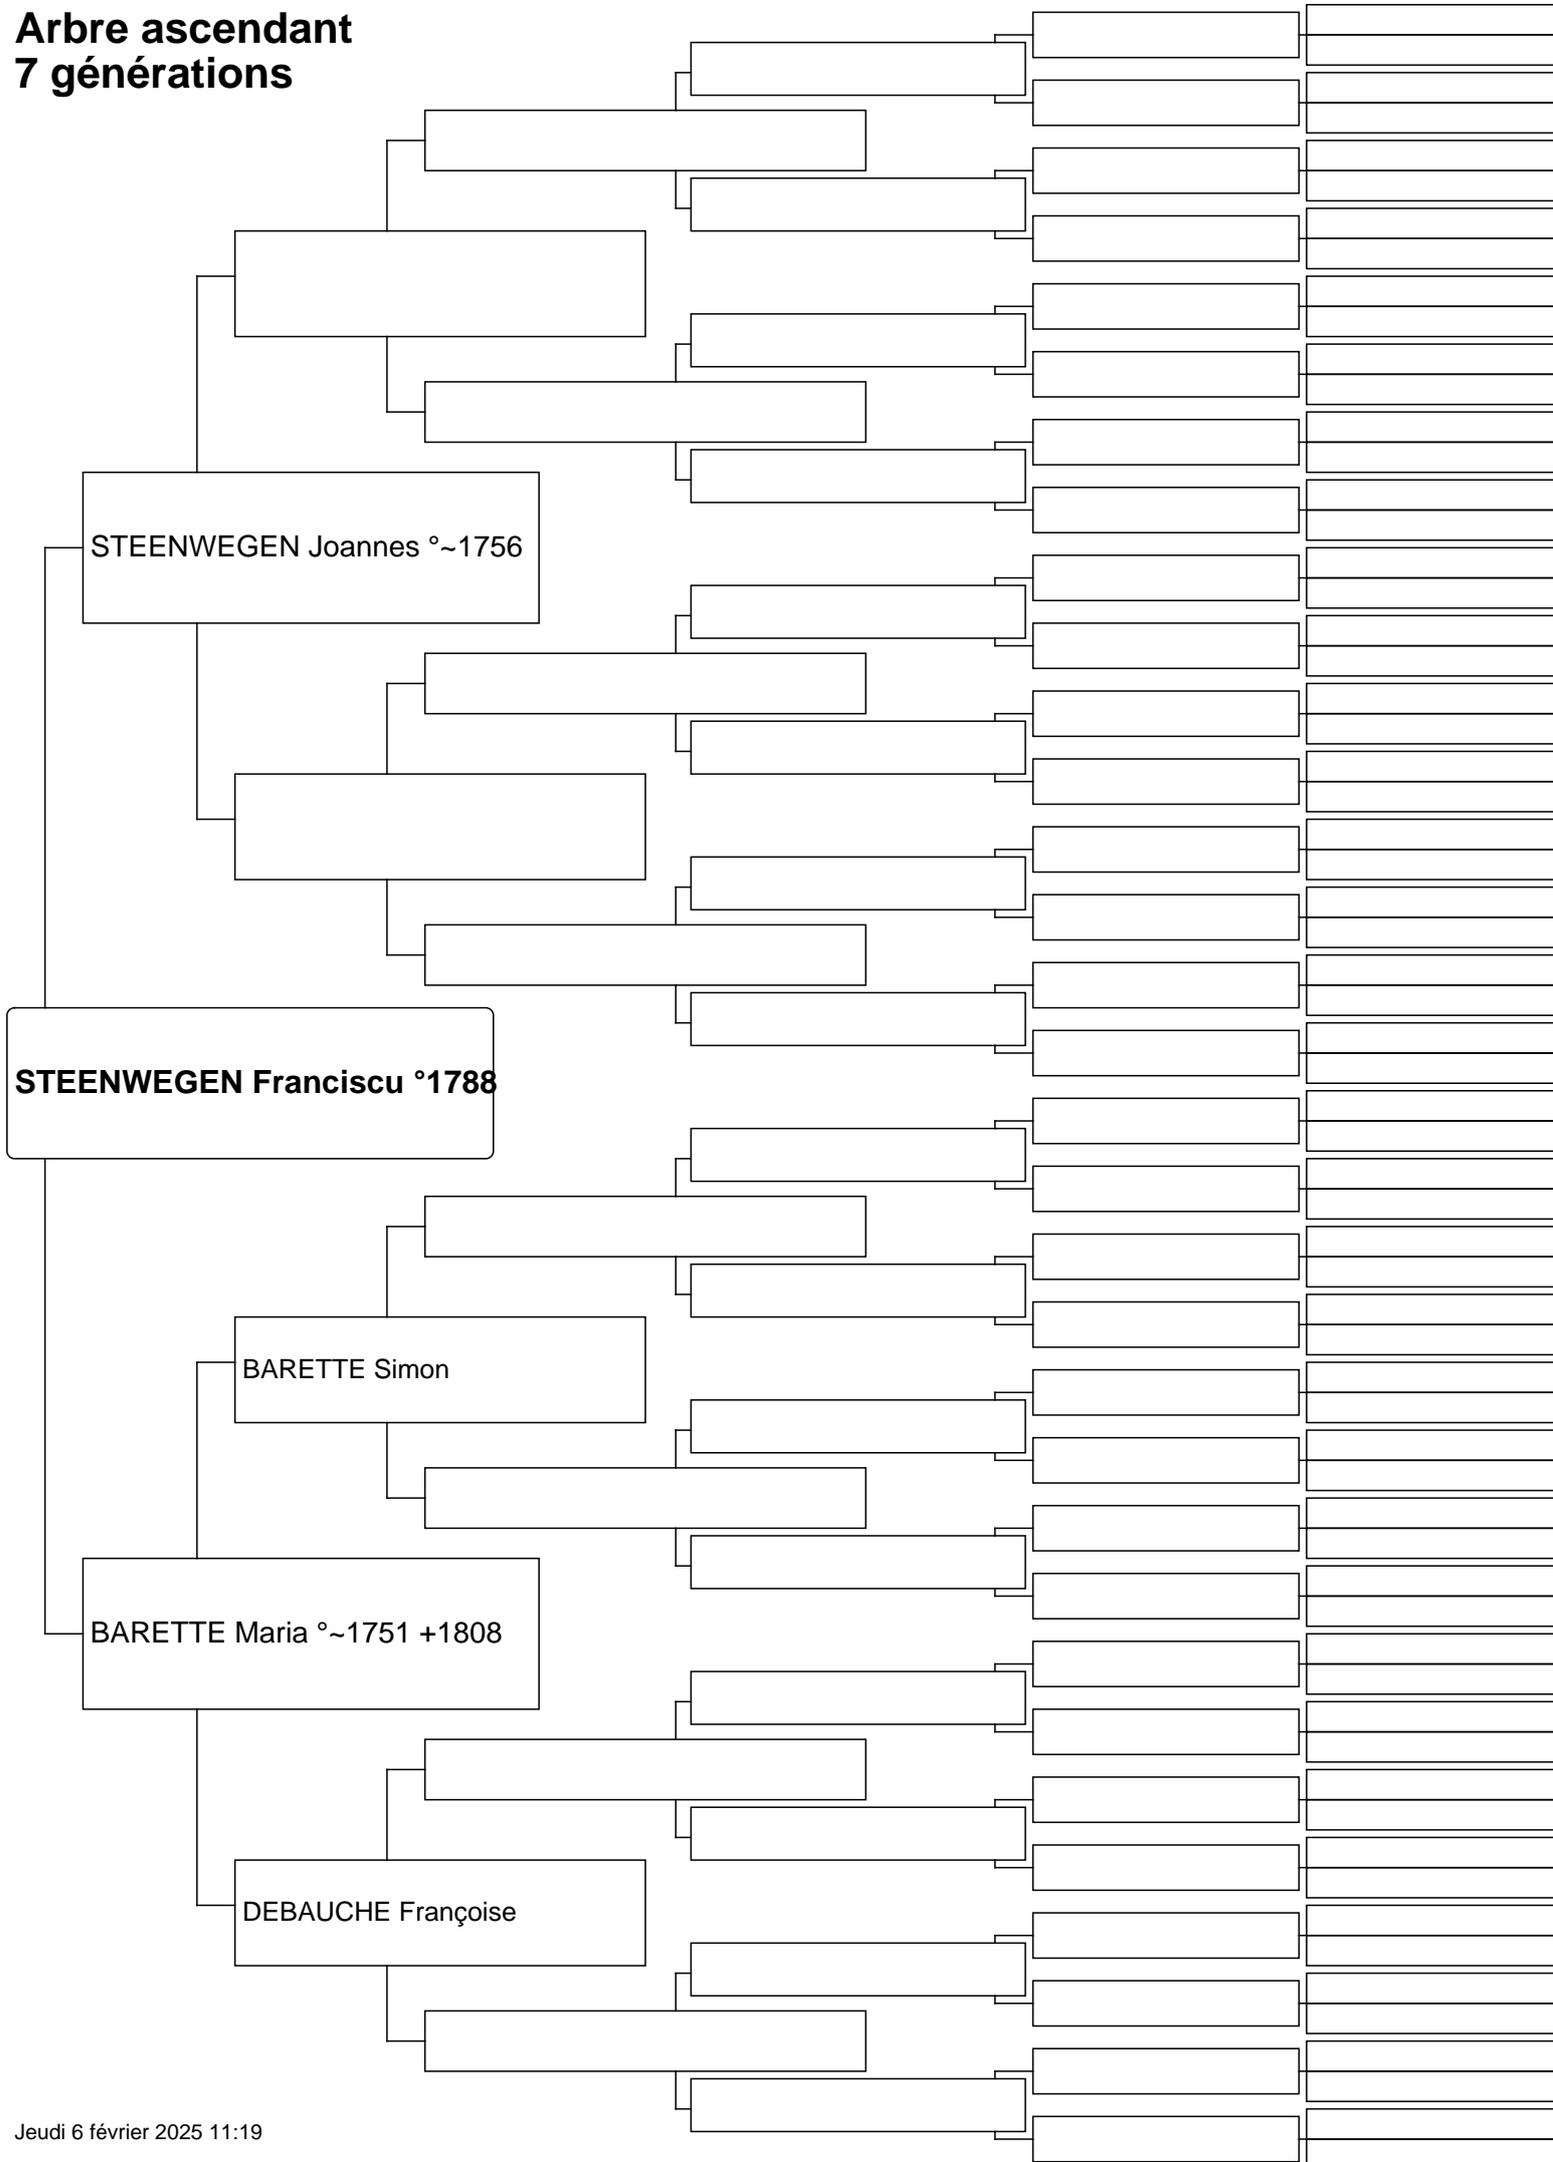 Arbre ascendant
7 générations
STEENWEGEN Joannes °~1756
STEENWEGEN Franciscu °1788
BARETTE Simon
BARETTE Maria °~1751 +1808
DEBAUCHE Françoise
Jeudi 6 février 2025 11:19